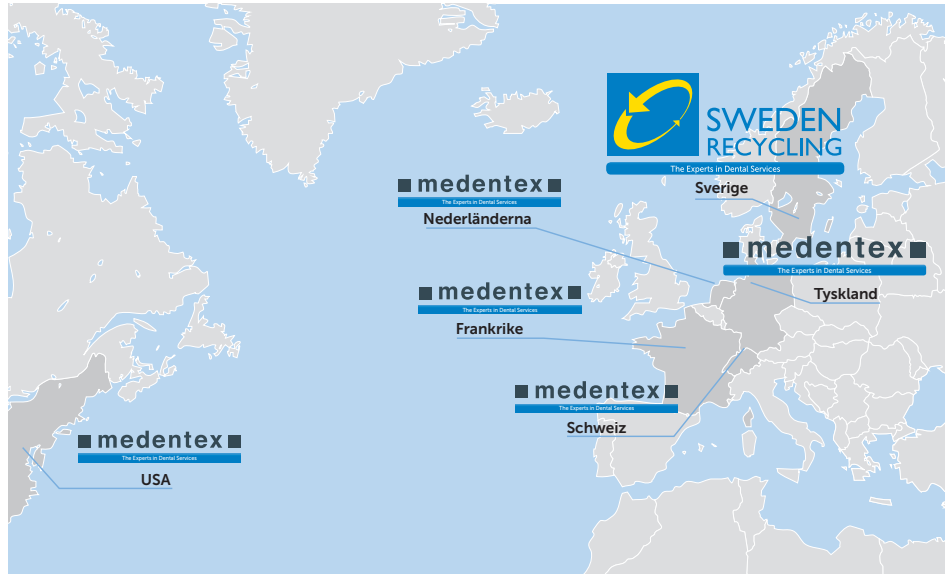 SWEDEN
RECYCLING
The Experts in Dental Services
Sverige
medentex
The Experts in Dental Services
Nederländerna
medentex
The Experts in Dental Services
Tyskland
medentex
The Experts in Dental Services
Frankrike
medentex
The Experts in Dental Services
Schweiz
medentex
The Experts in Dental Services
USA